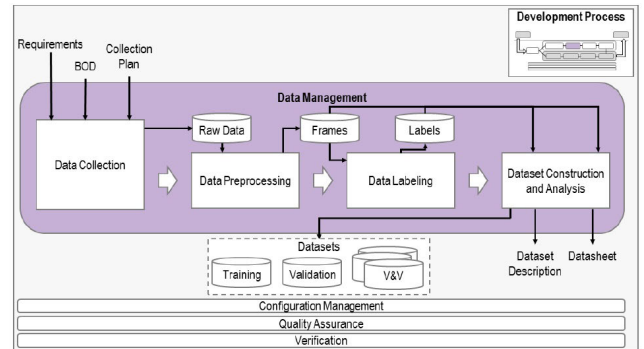 Development Process
Requirements
BOD
Collection
Plan
Data Management
Raw Data
Frames
Labels
Data Collection
Data Preprocessing
Data Labeling
Dataset Construction
and Analysis
Datasets
Training
Validation
V&V
Dataset
Description
Datasheet
Configuration Management
Quality Assurance
Verification